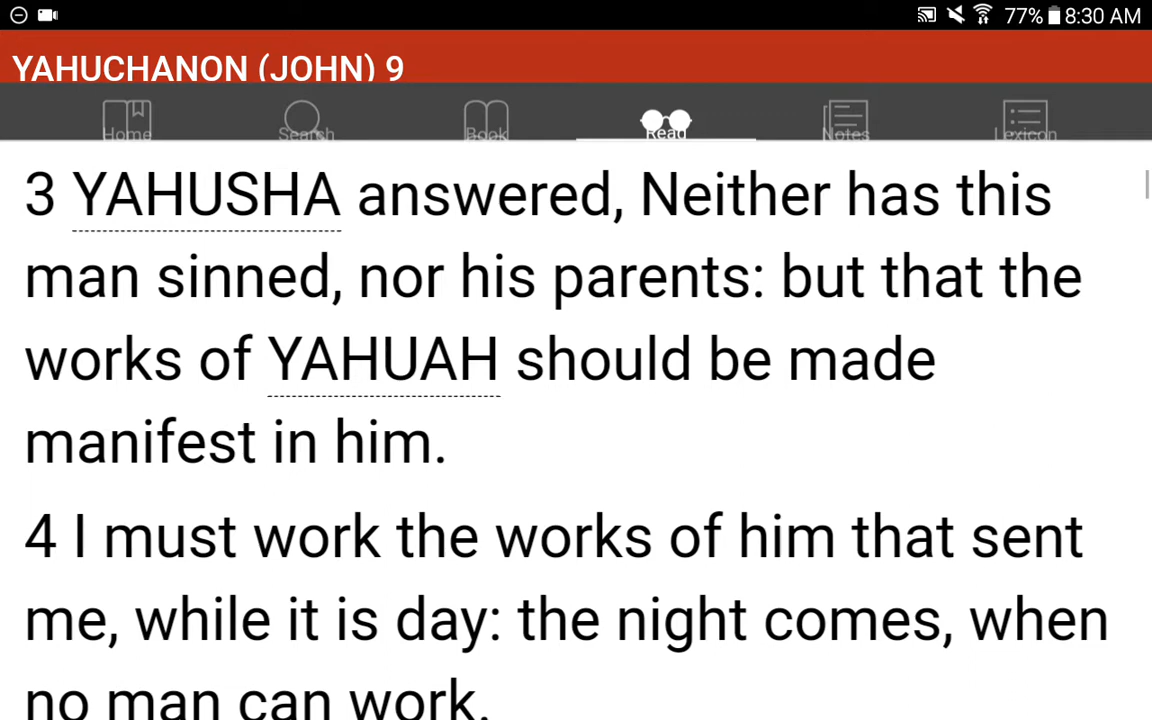 77% 8:30 AM
YAHUCHANON (JOHN) 9
Home Search Book Read Notes Lexicon
3 YAHUSHA answered, Neither has this
man sinned, nor his parents: but that the
works of YAHUAH should be made
manifest in him.
4 I must work the works of him that sent
me, while it is day: the night comes, when
no man can work.